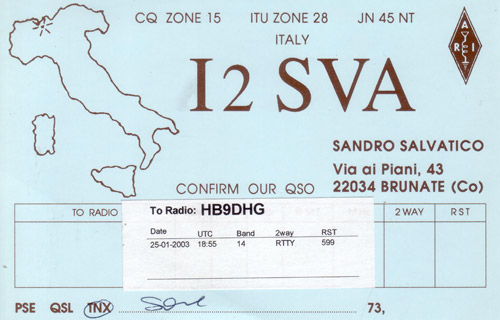 CQ ZONE 15 ITU ZONE 28 JN 45 NT
ITALY
ARI
I2 SVA
SANDRO SALVATICO
Via ai Piani, 43
22034 BRUNATE (Co)
CONFIRM OUR QSO
TO RADIO 2 WAY RST
To Radio: HB9DHG
Date UTC Band 2way RST
25-01-2003 18:55 14 RTTY 599
PSE QSL TNX 73,